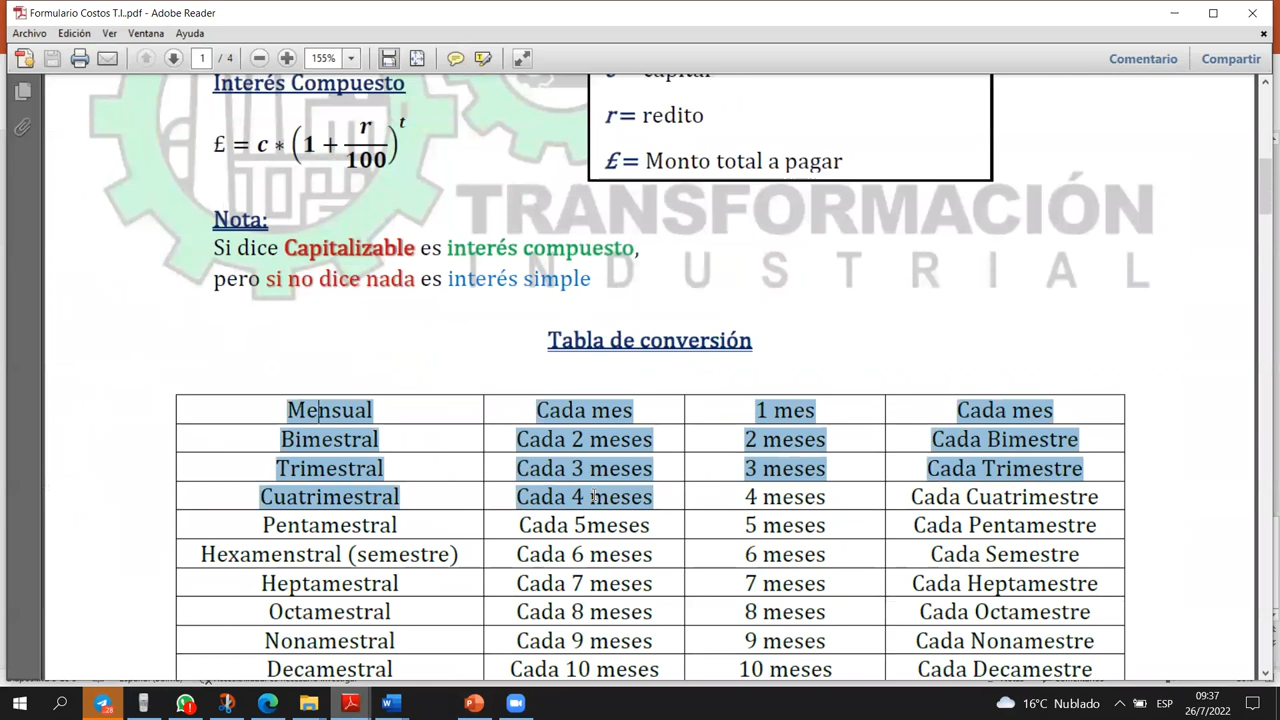 Formulario Costos T.I..pdf - Adobe Reader
Archivo Edición Ver Ventana Ayuda
1 / 4 155% Comentario Compartir
Interés Compuesto
£ = c * (1 + r/100)^t
r = redito
£ = Monto total a pagar
TRANSFORMACIÓN
INDUSTRIAL
Nota:
Si dice Capitalizable es interés compuesto,
pero si no dice nada es interés simple
Tabla de conversión
Mensual Cada mes 1 mes Cada mes
Bimestral Cada 2 meses 2 meses Cada Bimestre
Trimestral Cada 3 meses 3 meses Cada Trimestre
Cuatrimestral Cada 4 meses 4 meses Cada Cuatrimestre
Pentamestral Cada 5meses 5 meses Cada Pentamestre
Hexamenstral (semestre) Cada 6 meses 6 meses Cada Semestre
Heptamestral Cada 7 meses 7 meses Cada Heptamestre
Octamestral Cada 8 meses 8 meses Cada Octamestre
Nonamestral Cada 9 meses 9 meses Cada Nonamestre
Decamestral Cada 10 meses 10 meses Cada Decamestre
28 16°C Nublado ESP 09:37
26/7/2022